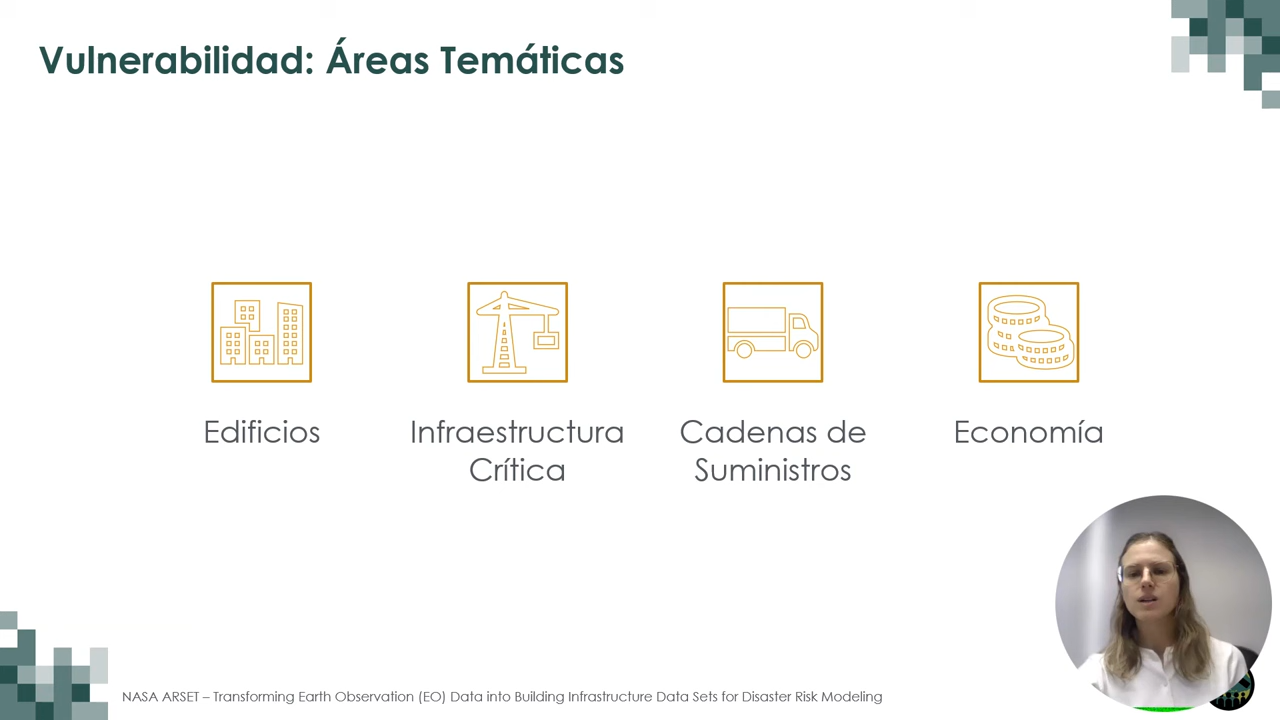 Vulnerabilidad: Áreas Temáticas
Edificios
Infraestructura
Crítica
Cadenas de
Suministros
Economía
NASA ARSET – Transforming Earth Observation (EO) Data into Building Infrastructure Data Sets for Disaster Risk Modeling